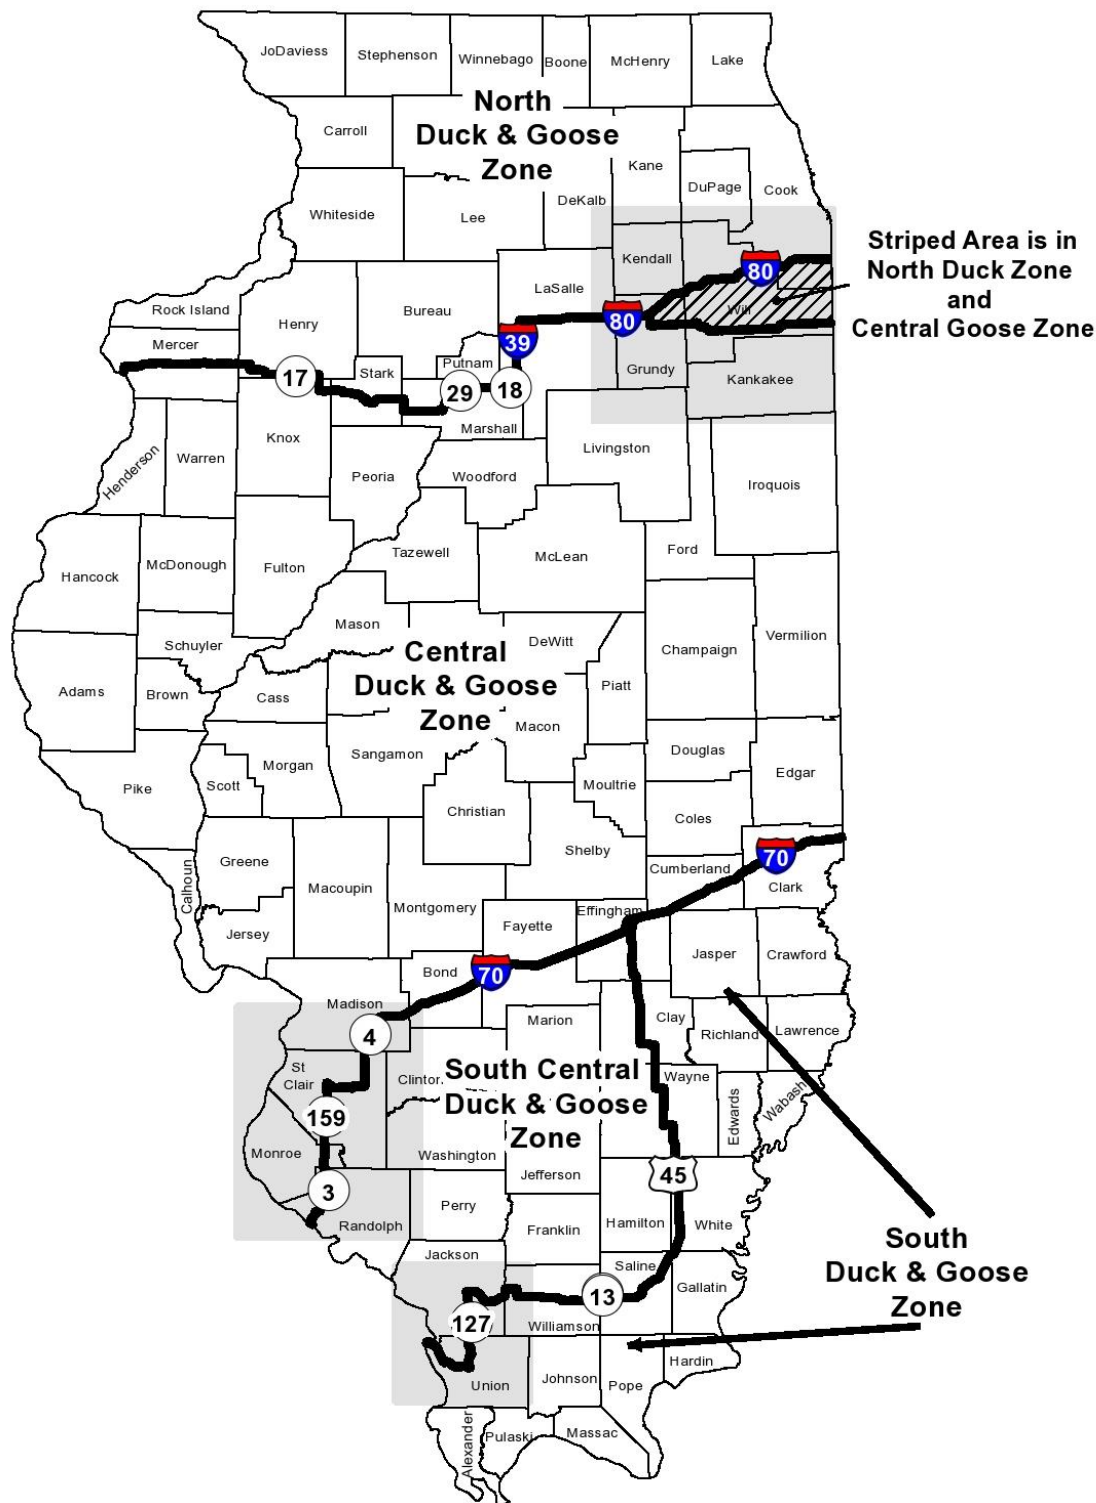 JoDaviess
Stephenson
Winnebago
Boone
McHenry
Lake
North
Duck & Goose
Zone
Carroll
Kane
DuPage
Cook
DeKalb
Whiteside
Lee
Striped Area is in
North Duck Zone
and
Central Goose Zone
Kendall
80
LaSalle
Rock Island
Henry
Bureau
80
Will
39
Mercer
Putnam
Stark
17
29
18
Grundy
Kankakee
Marshall
Knox
Livingston
Henderson
Warren
Peoria
Woodford
Iroquois
Tazewell
McLean
Ford
Hancock
McDonough
Fulton
Mason
DeWitt
Vermilion
Schuyler
Champaign
Central
Duck & Goose
Zone
Adams
Brown
Cass
Piatt
Macon
Sangamon
Douglas
Morgan
Edgar
Pike
Scott
Moultrie
Christian
Coles
Shelby
70
Greene
Cumberland
Calhoun
Macoupin
Clark
Montgomery
Effingham
Fayette
Jersey
Jasper
Crawford
Bond
70
Madison
4
Marion
Clay
Richland
Lawrence
St
Clair
Clinton
South Central
Duck & Goose
Zone
Wayne
Edwards
Wabash
159
Monroe
Washington
Jefferson
45
3
Randolph
Perry
Franklin
Hamilton
White
South
Duck & Goose
Zone
Jackson
Saline
Gallatin
13
127
Williamson
Hardin
Union
Johnson
Pope
Alexander
Pulaski
Massac